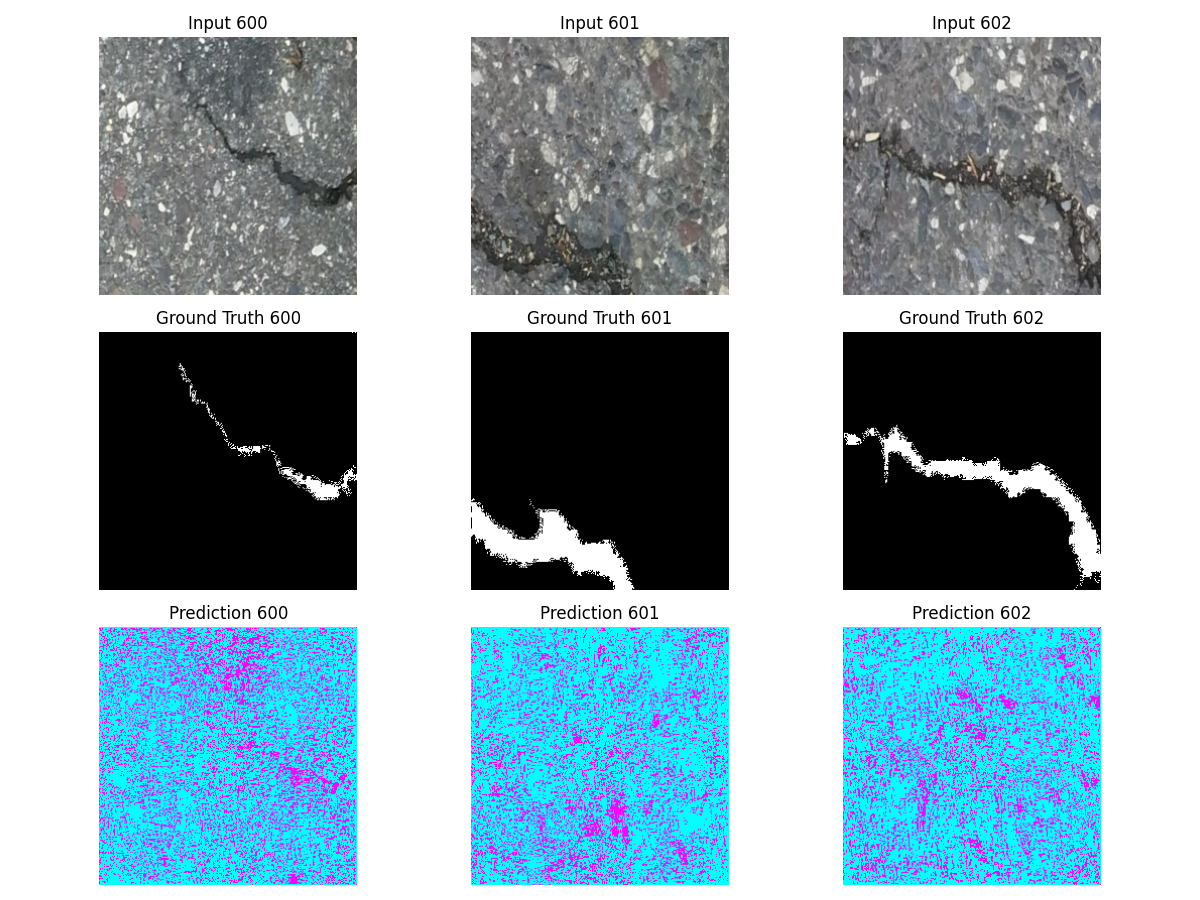 Input 600
Input 601
Input 602
Ground Truth 600
Ground Truth 601
Ground Truth 602
Prediction 600
Prediction 601
Prediction 602